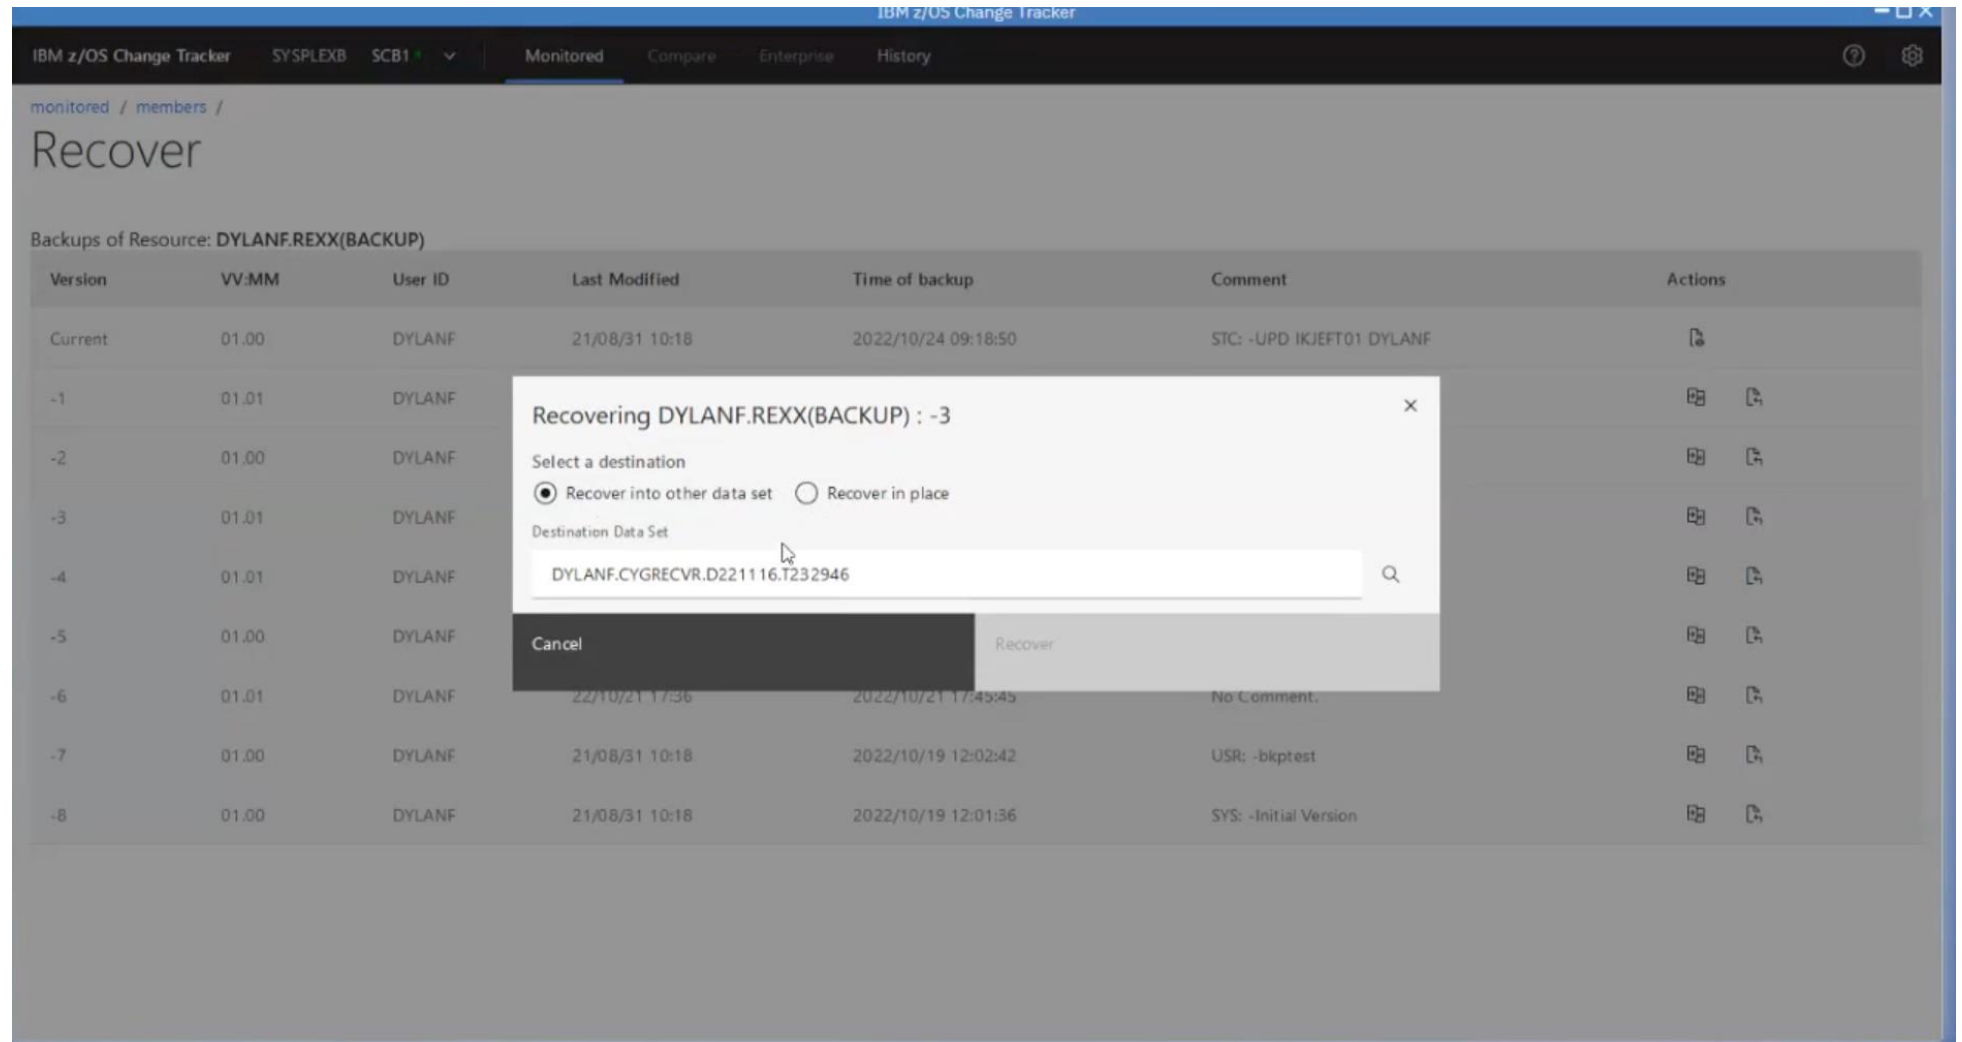 IBM z/OS Change Tracker
IBM z/OS Change Tracker SYSPLEXB SCB1 Monitored Compare Enterprise History
monitored / members /
Recover
Backups of Resource: DYLANF.REXX(BACKUP)
Version VV:MM User ID Last Modified Time of backup Comment Actions
Current 01.00 DYLANF 21/08/31 10:18 2022/10/24 09:18:50 STC: -UPD IKJEFT01 DYLANF
-1 01.01 DYLANF
-2 01.00 DYLANF
-3 01.01 DYLANF
-4 01.01 DYLANF
-5 01.00 DYLANF
Recovering DYLANF.REXX(BACKUP) : -3
Select a destination
Recover into other data set Recover in place
Destination Data Set
DYLANF.CYGRECVR.D221116.T232946
Cancel Recover
-6 01.01 DYLANF 22/10/21 17:36 2022/10/21 17:45:45 No Comment.
-7 01.00 DYLANF 21/08/31 10:18 2022/10/19 12:02:42 USR: -bkptest
-8 01.00 DYLANF 21/08/31 10:18 2022/10/19 12:01:36 SYS: -Initial Version